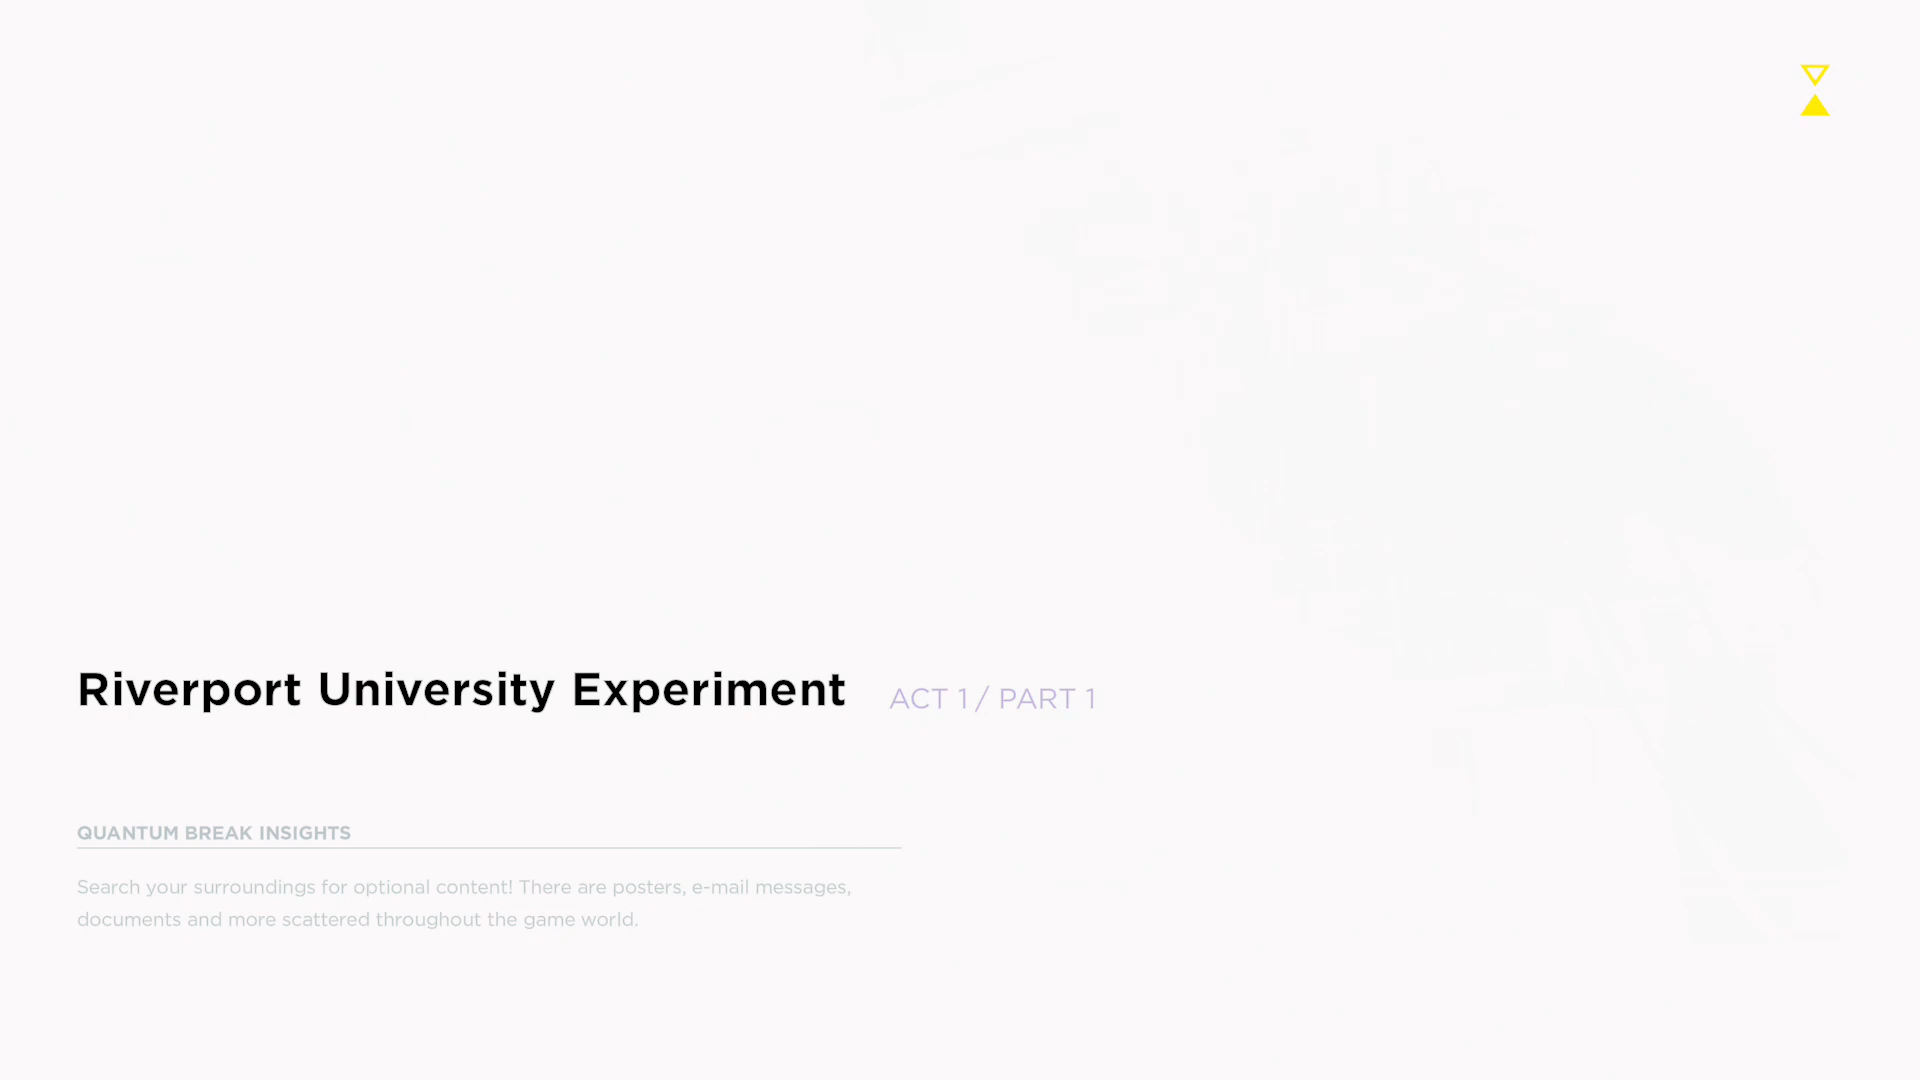 Riverport University Experiment ACT 1 / PART 1
QUANTUM BREAK INSIGHTS
Search your surroundings for optional content! There are posters, e-mail messages,
documents and more scattered throughout the game world.